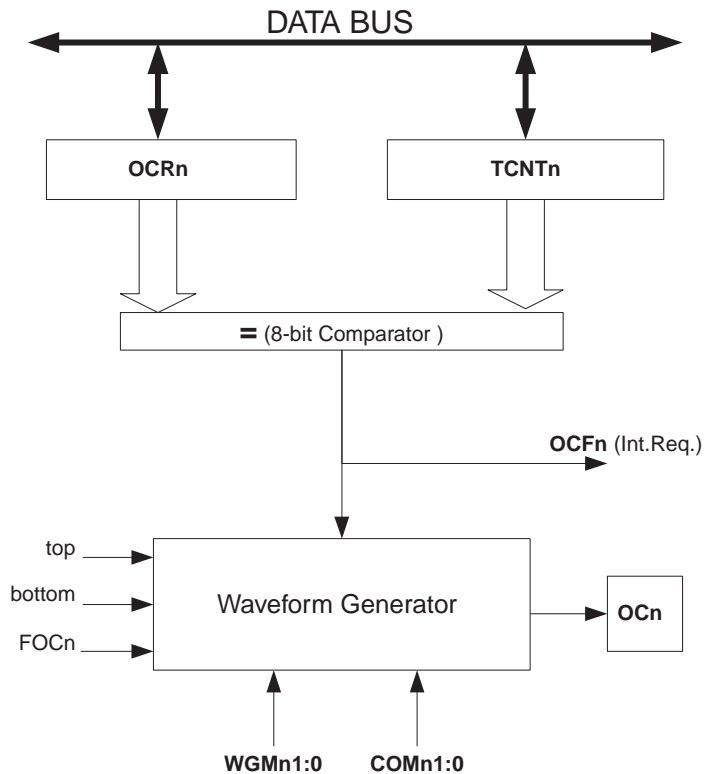 DATA BUS
OCRn
TCNTn
= (8-bit Comparator )
OCFn (Int.Req.)
top
bottom
FOCn
Waveform Generator
OCn
WGMn1:0
COMn1:0